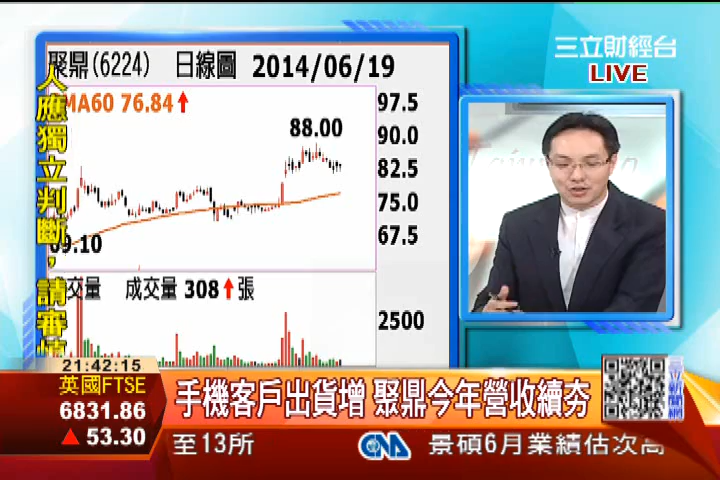 聚鼎(6224) 日線圖 2014/06/19
三立財經台
LIVE
MA60 76.84
97.5
90.0
82.5
75.0
67.5
88.00
69.10
人應獨立判斷，請審慎
成交量 成交量 308 張
2500
21:42:15
英國FTSE
6831.86
53.30
手機客戶出貨增 聚鼎今年營收續夯
至13所
CNA
景碩6月業績估次高